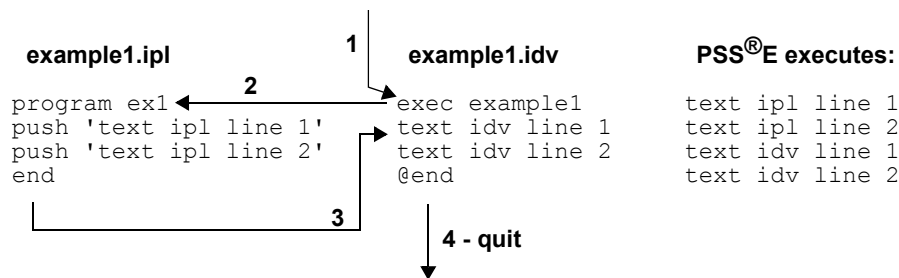 example1.ipl
program ex1
push 'text ipl line 1'
push 'text ipl line 2'
end
1
2
3
example1.idv
exec example1
text idv line 1
text idv line 2
@end
4 - quit
PSS®E executes:
text ipl line 1
text ipl line 2
text idv line 1
text idv line 2